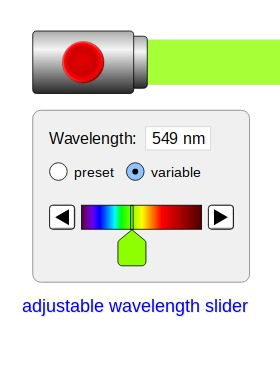 Wavelength: 549 nm
preset variable
adjustable wavelength slider